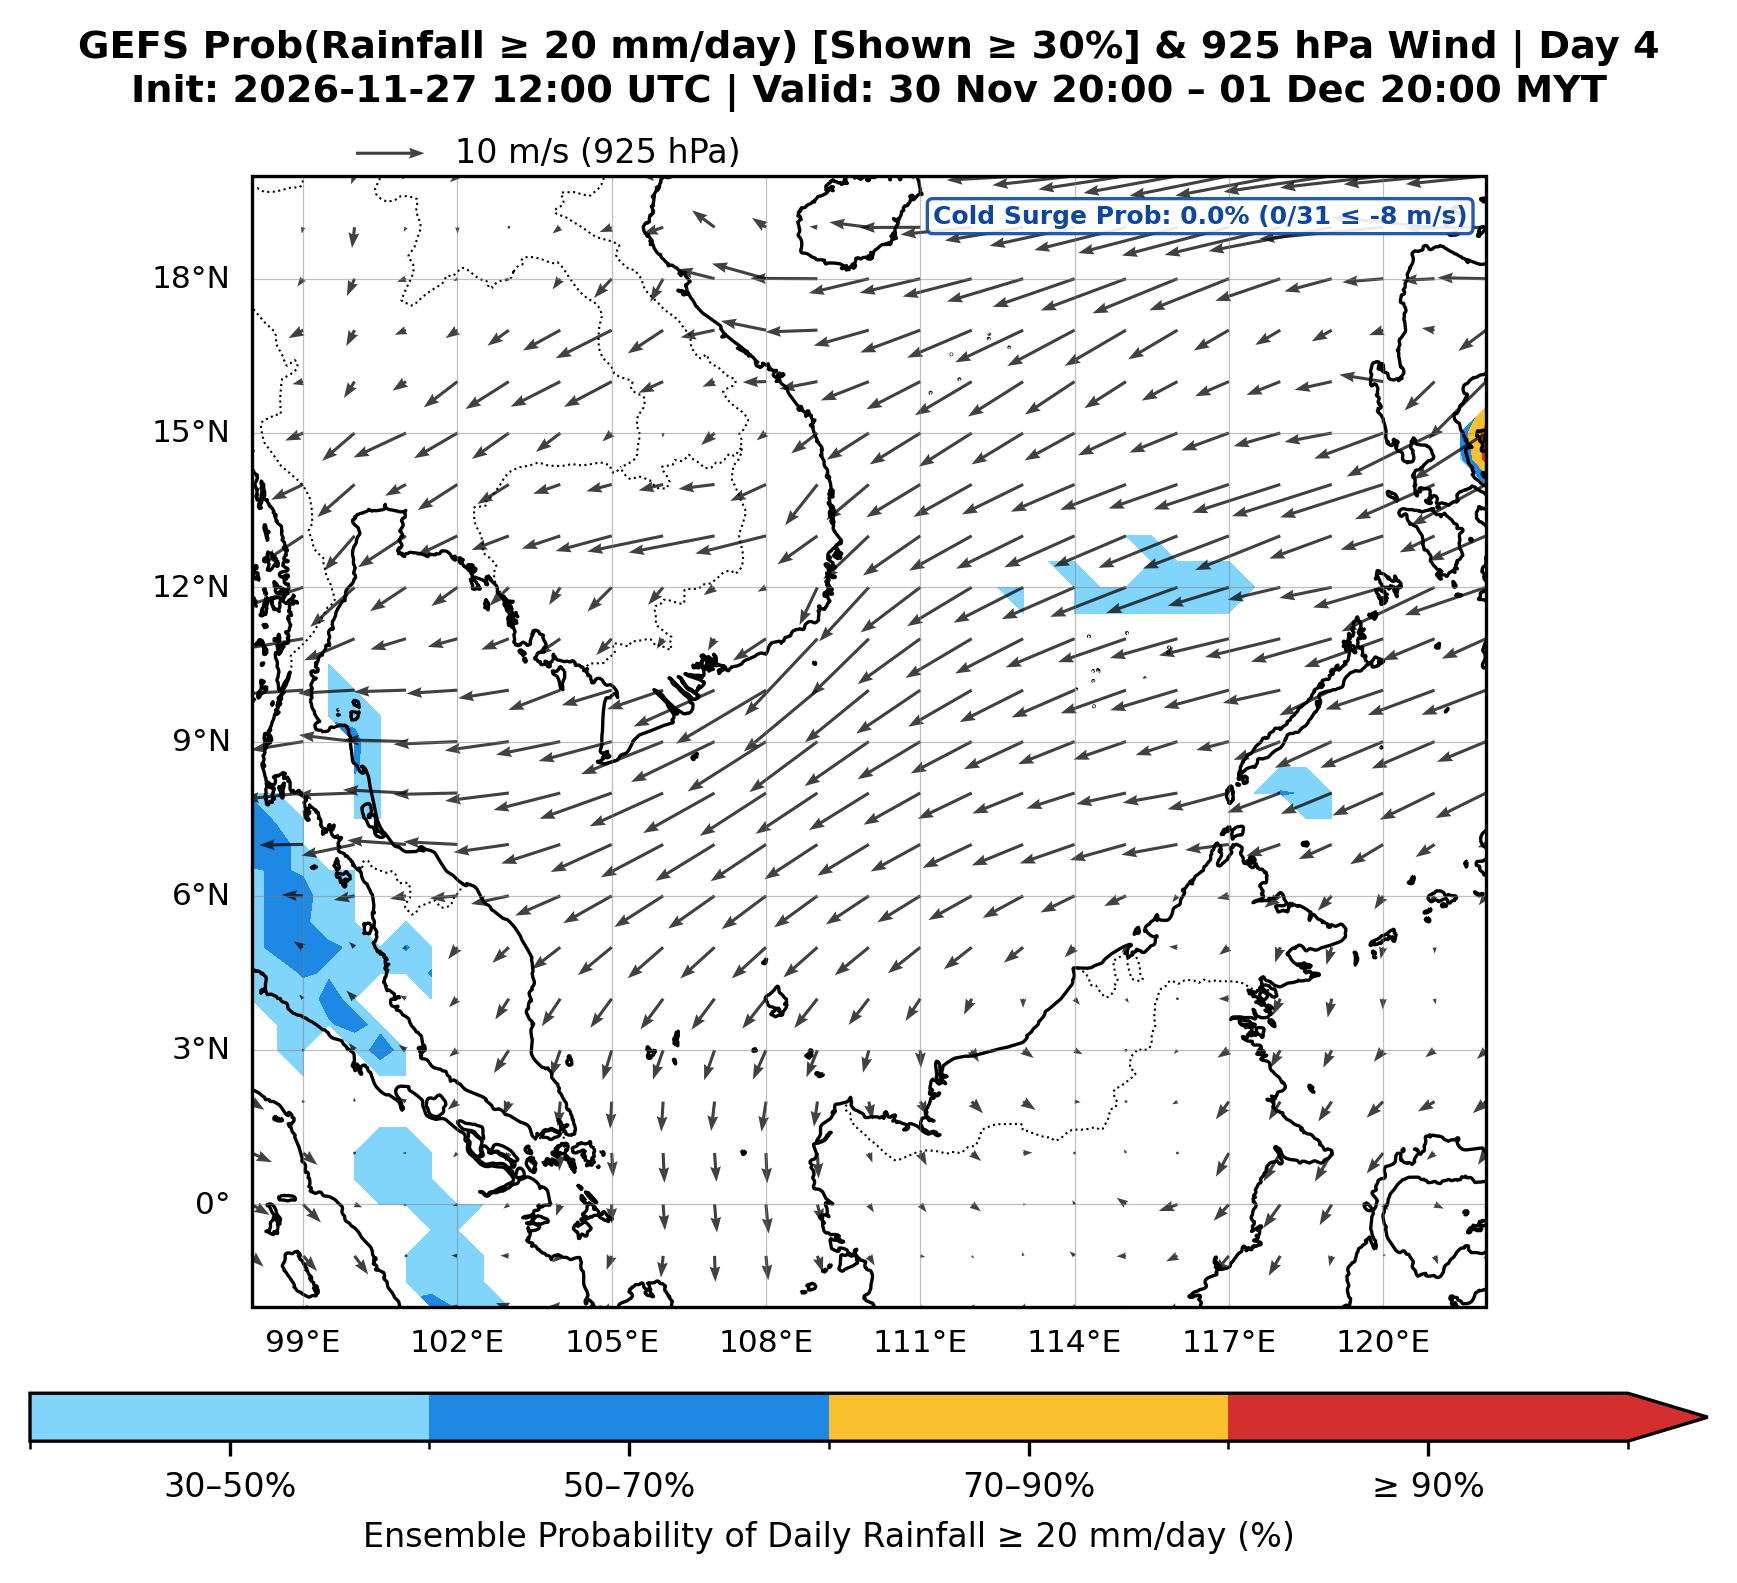 GEFS Prob(Rainfall ≥ 20 mm/day) [Shown ≥ 30%] & 925 hPa Wind | Day 4
Init: 2026-11-27 12:00 UTC | Valid: 30 Nov 20:00 – 01 Dec 20:00 MYT
10 m/s (925 hPa)
Cold Surge Prob: 0.0% (0/31 ≤ -8 m/s)
18°N
15°N
12°N
9°N
6°N
3°N
0°
99°E 102°E 105°E 108°E 111°E 114°E 117°E 120°E
30–50% 50–70% 70–90% ≥ 90%
Ensemble Probability of Daily Rainfall ≥ 20 mm/day (%)